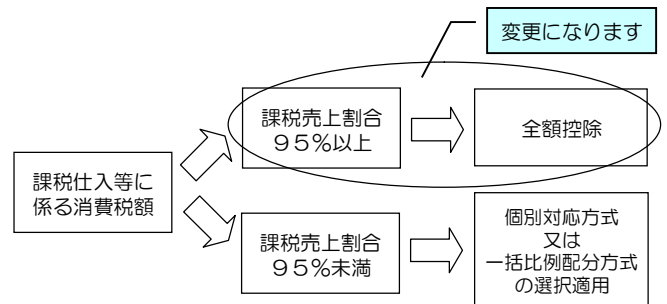 変更になります
課税売上割合
９５％以上
全額控除
課税仕入等に
係る消費税額
課税売上割合
９５％未満
個別対応方式
又は
一括比例配分方式
の選択適用